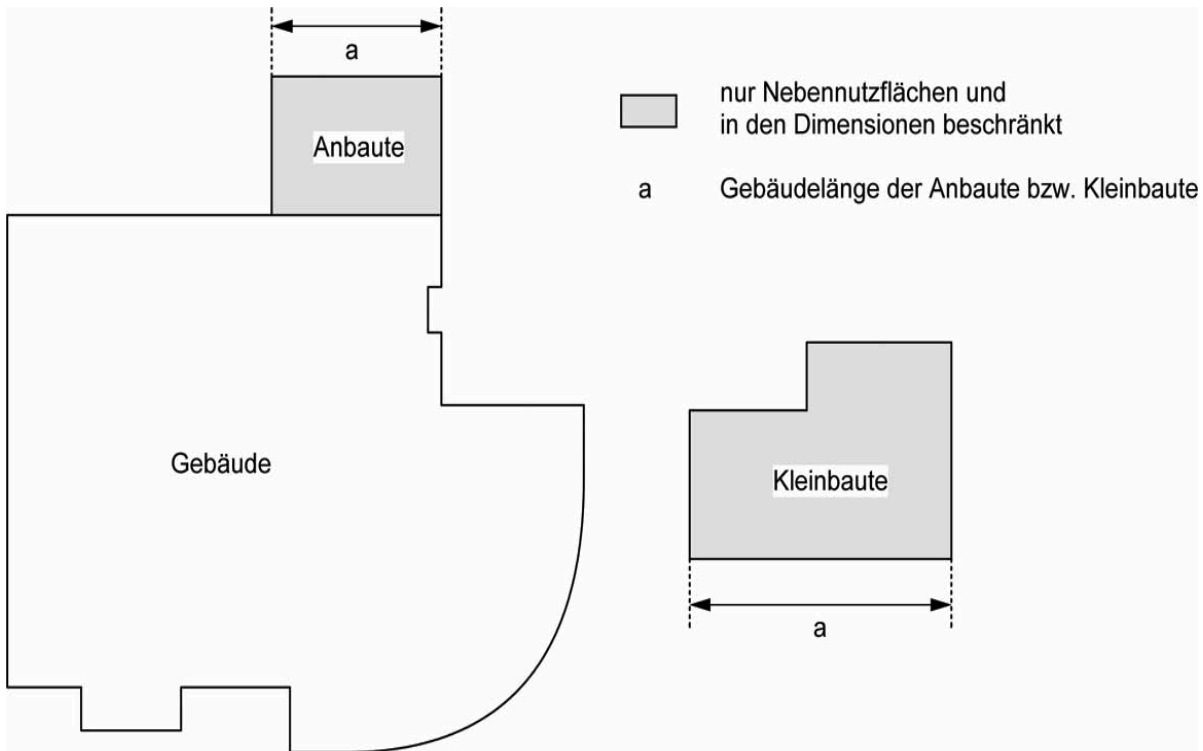 a
Anbaute
nur Nebennutzflächen und
in den Dimensionen beschränkt
a Gebäudelänge der Anbaute bzw. Kleinbaute
Gebäude
Kleinbaute
a